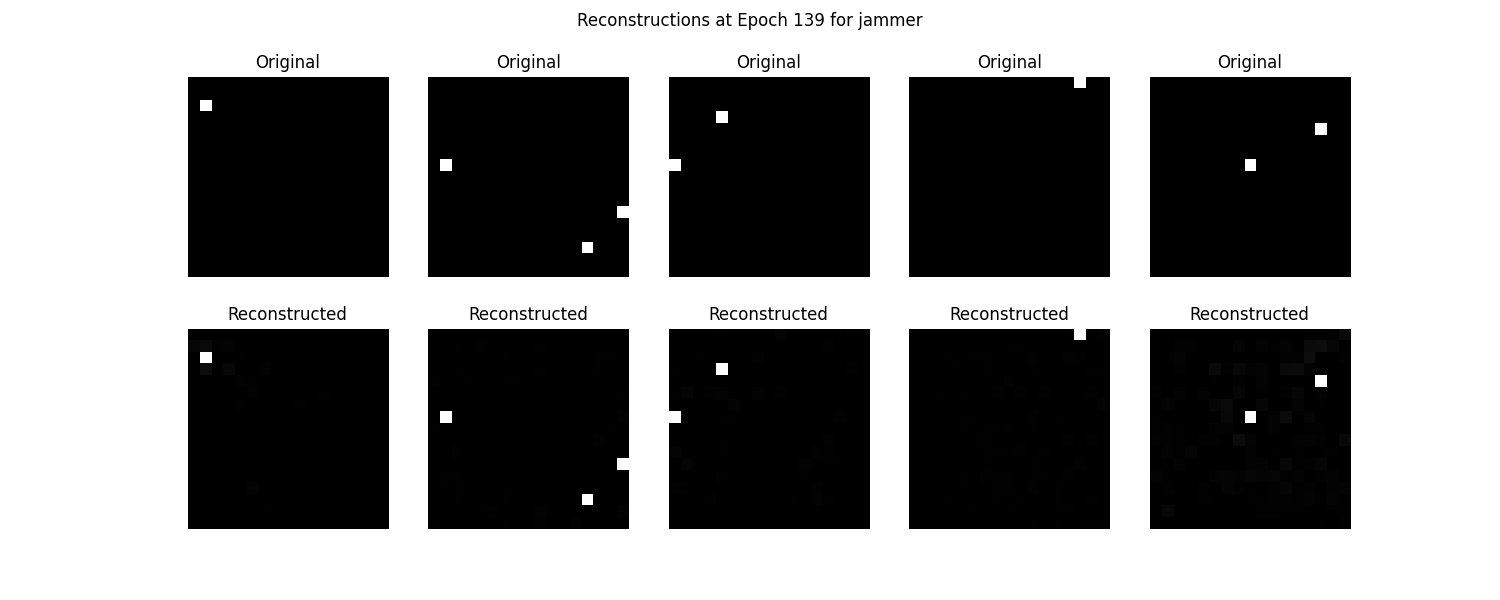 Reconstructions at Epoch 139 for jammer
Original Original Original Original Original
Reconstructed Reconstructed Reconstructed Reconstructed Reconstructed